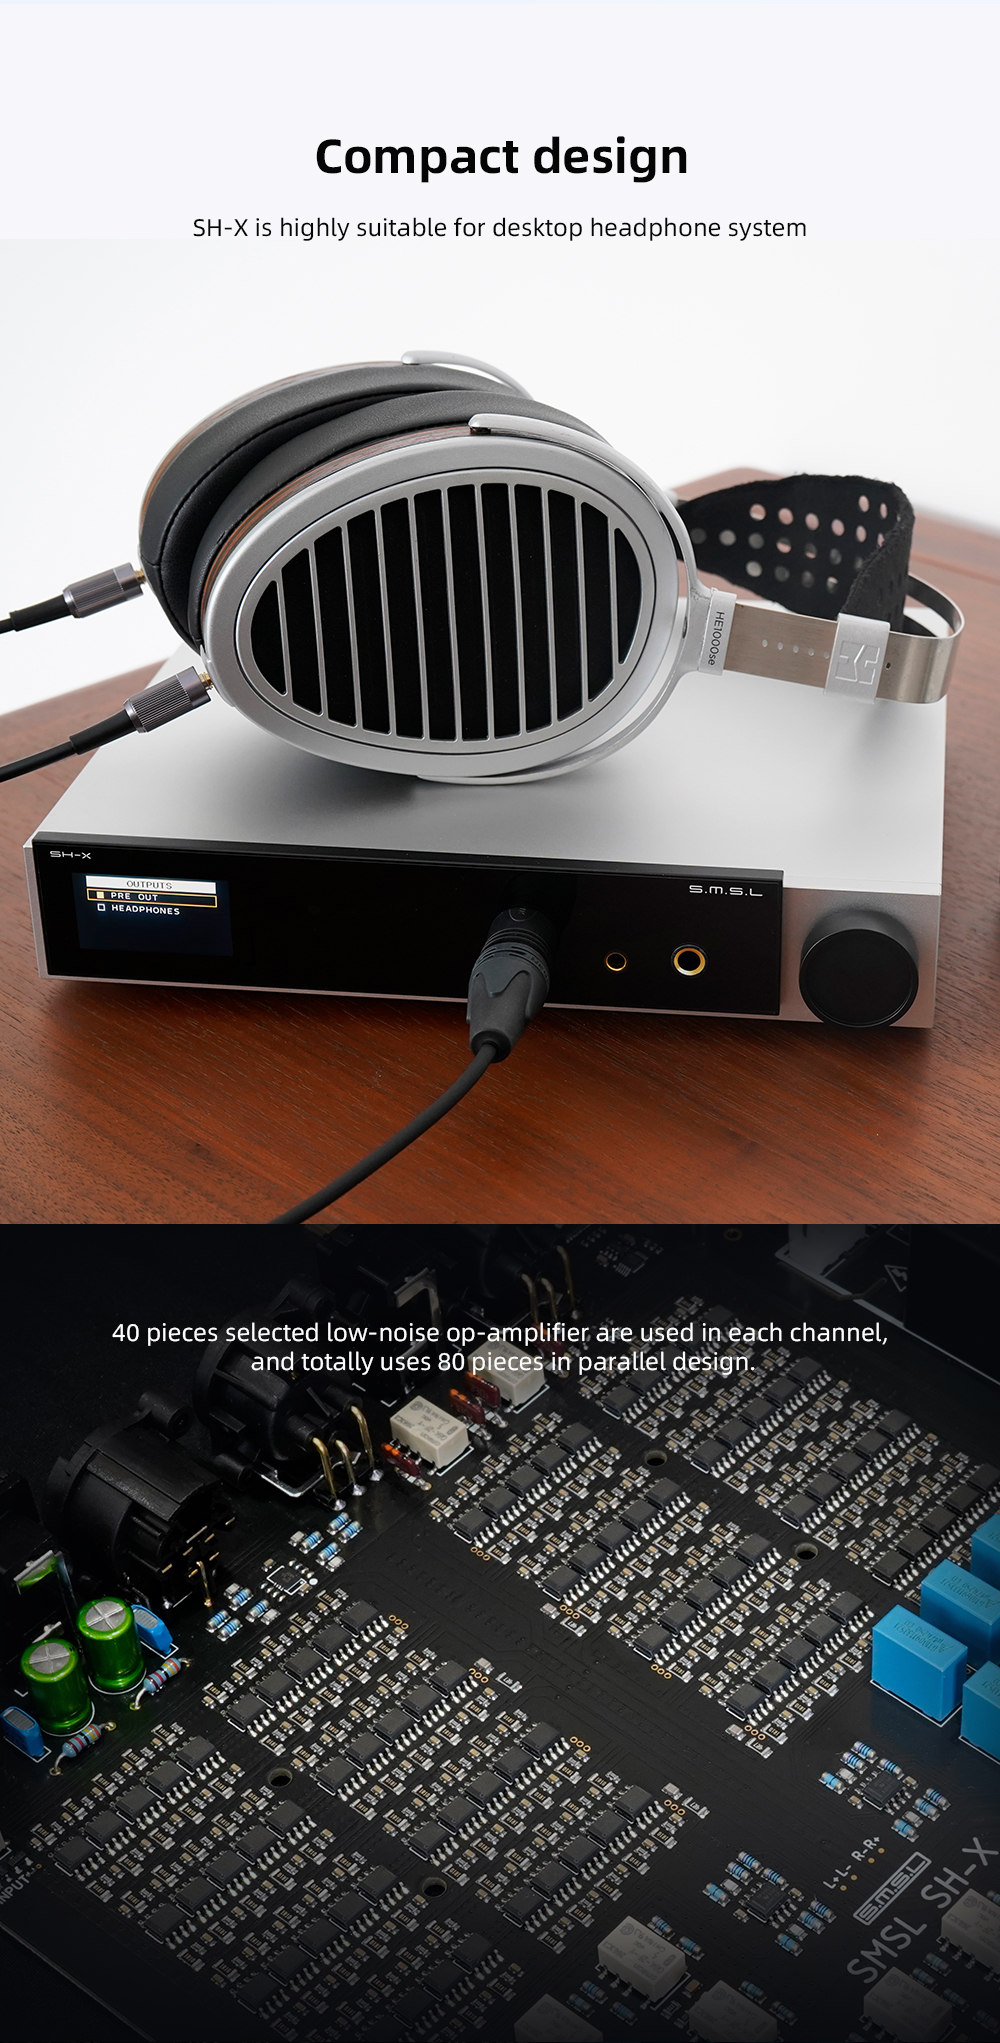 Compact design
SH-X is highly suitable for desktop headphone system
HE1000se
SH-X
S.M.S.L
OUTPUTS
PRE OUT
HEADPHONES
40 pieces selected low-noise op-amplifier are used in each channel,
and totally uses 80 pieces in parallel design.
L
INPUT
L+L- R-R+
S.M.S.L
SMSL SH-X